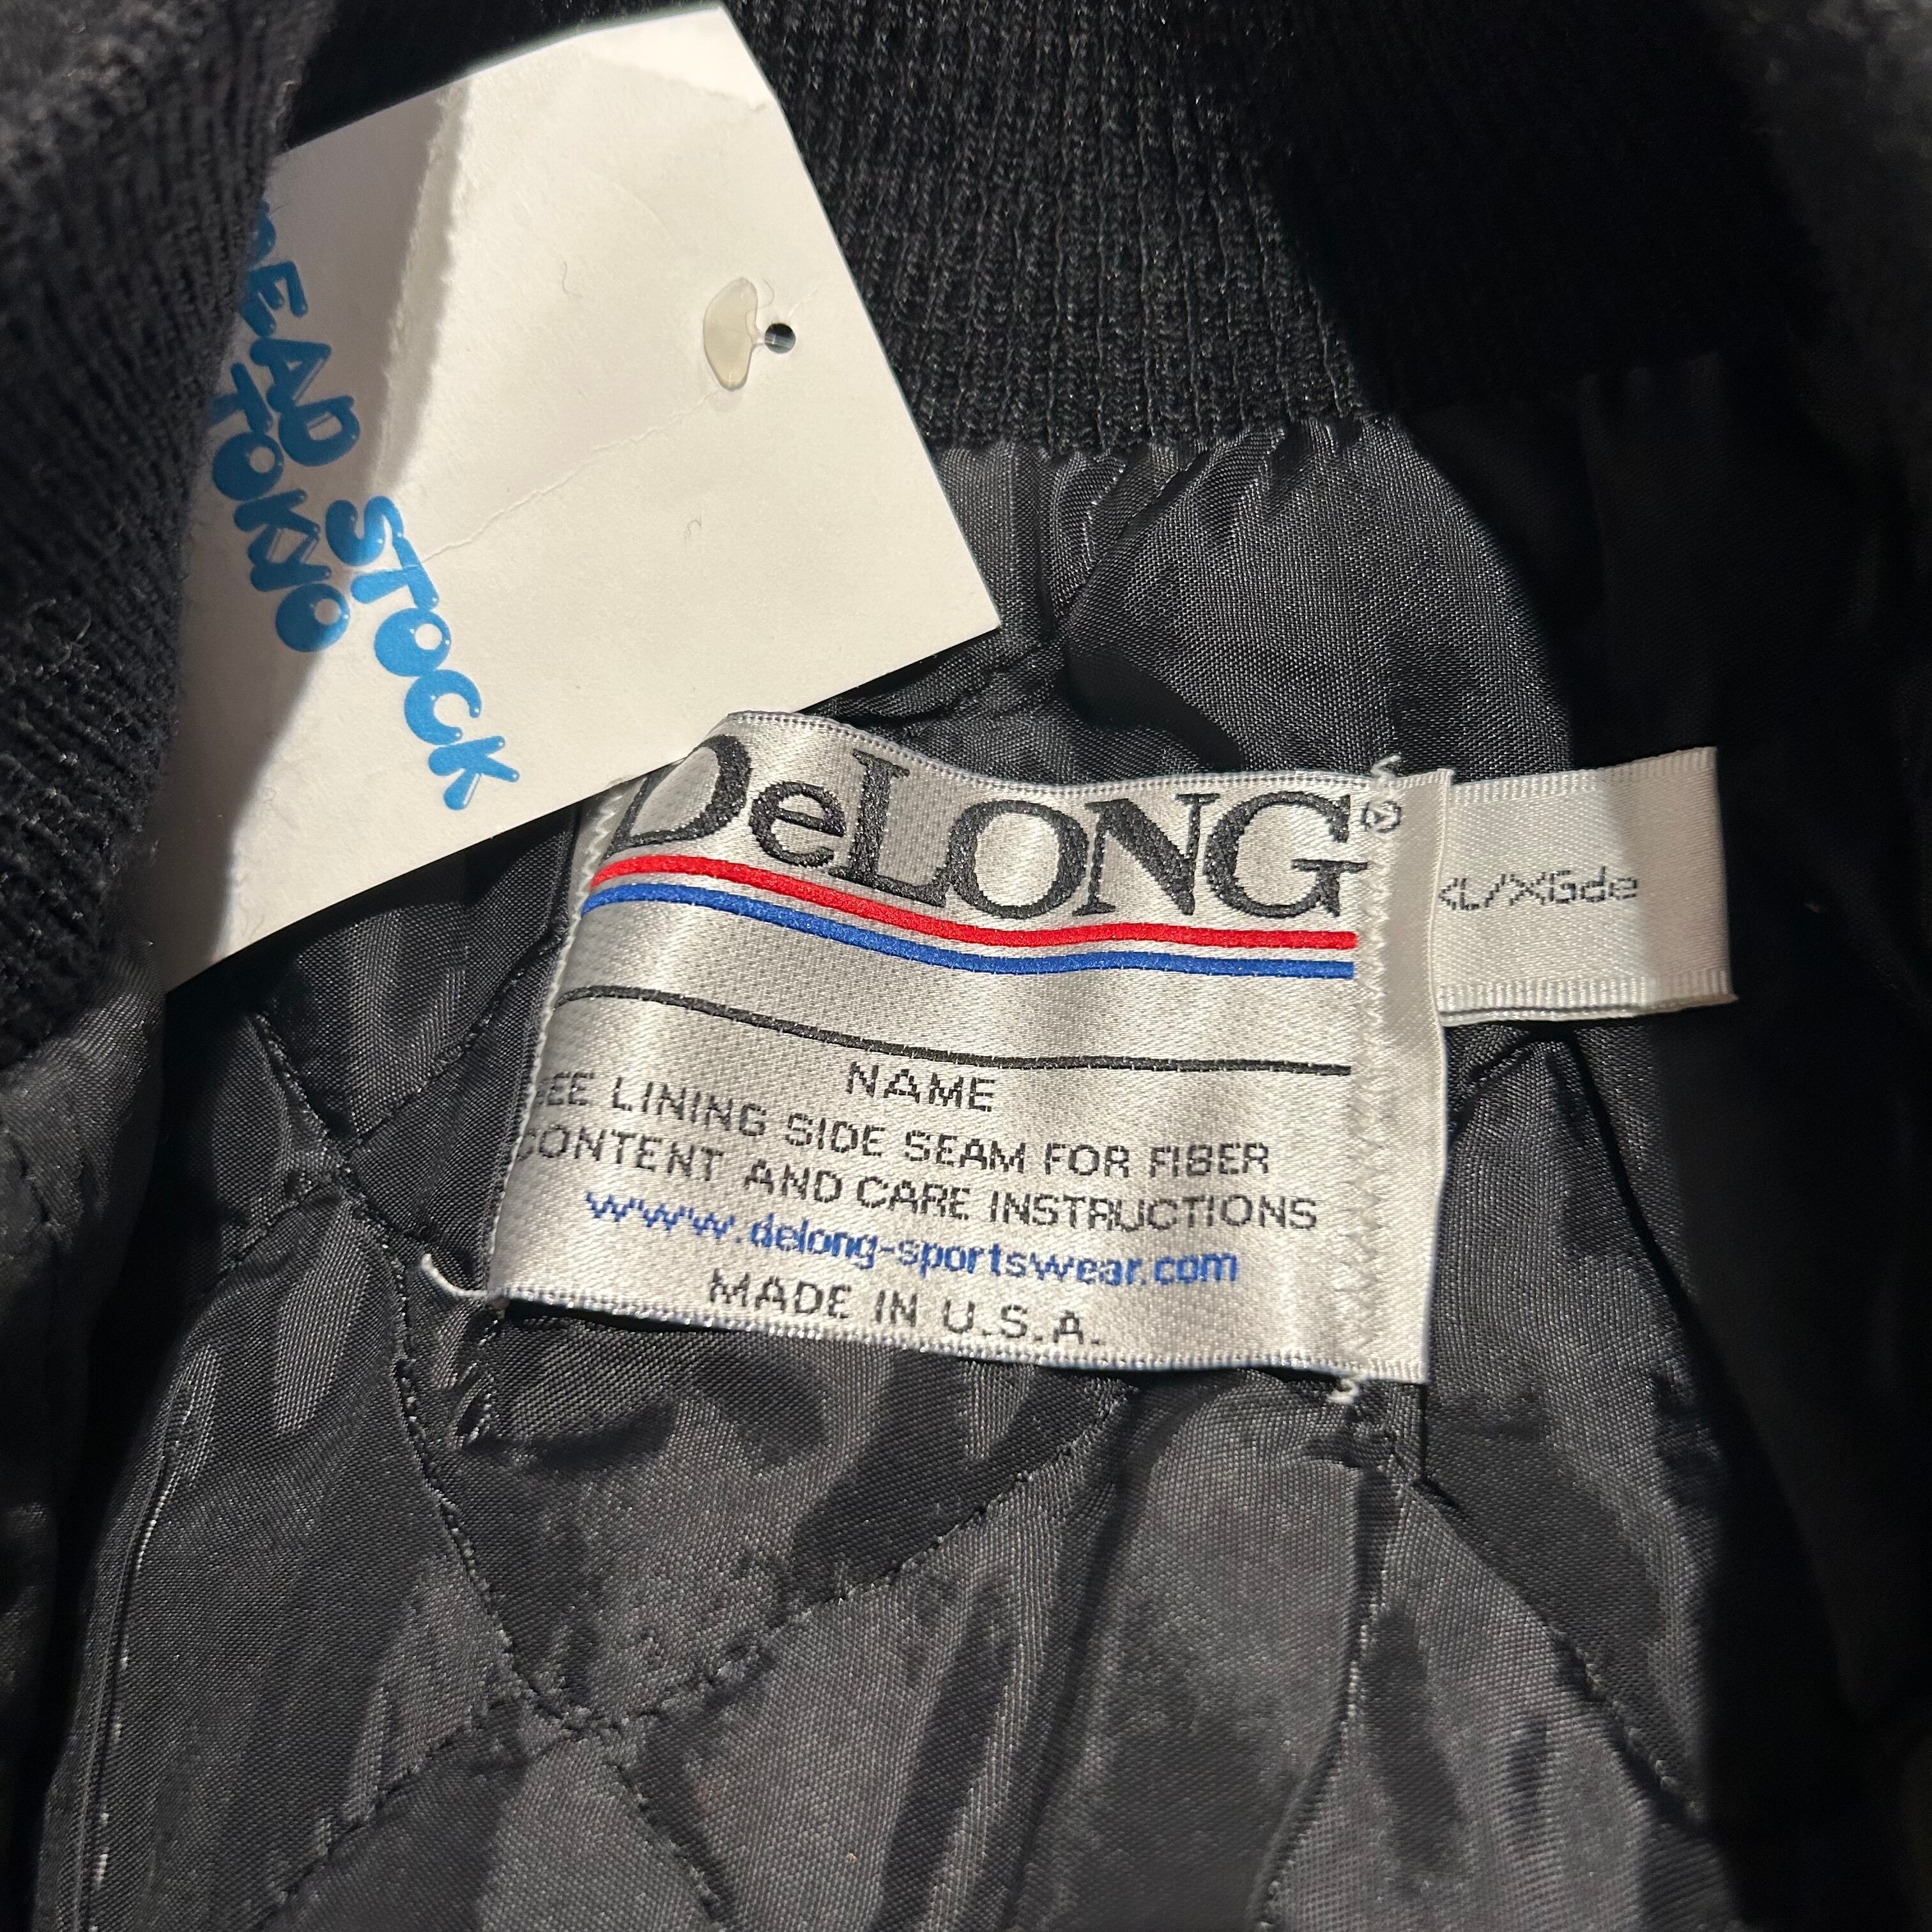 DEAD STOCK
TOKYO
DeLONG®
XL/XGde
NAME
SEE LINING SIDE SEAM FOR FIBER
CONTENT AND CARE INSTRUCTIONS
www.delong-sportswear.com
MADE IN U.S.A.